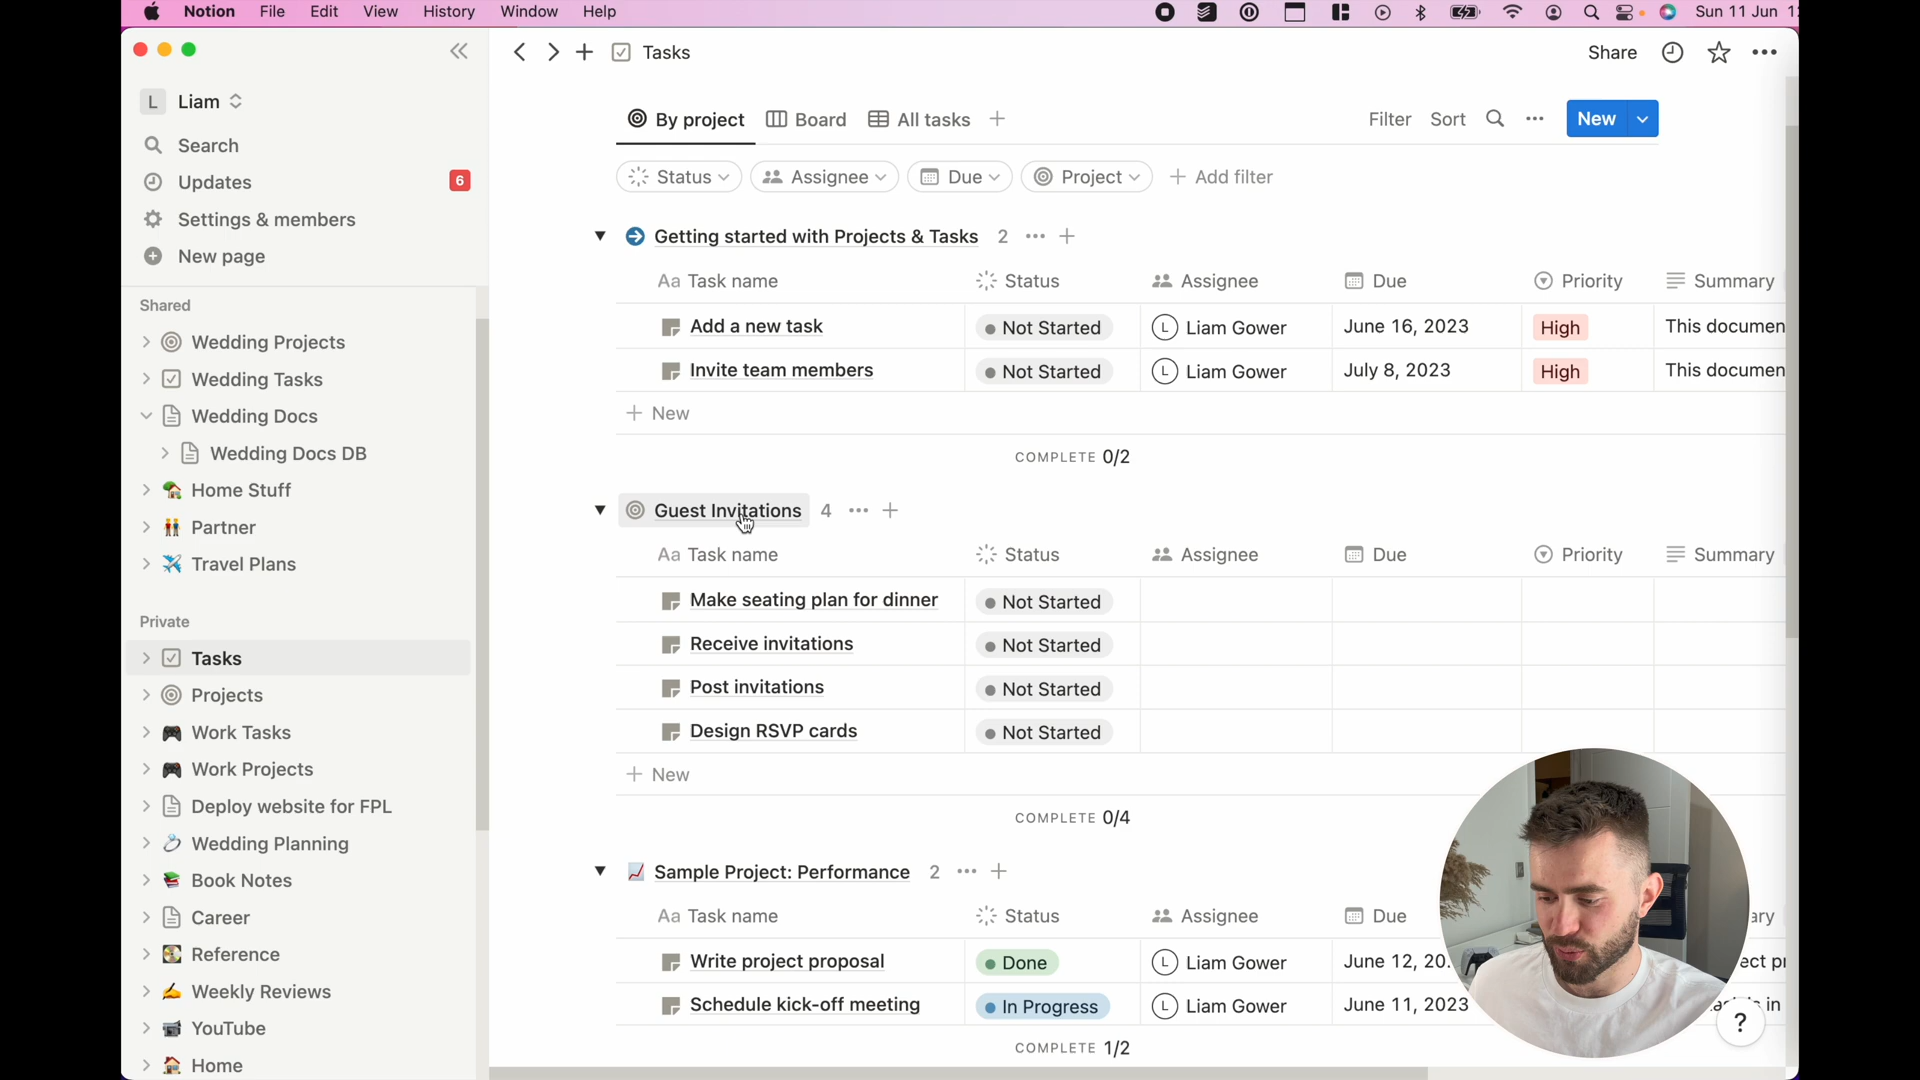 Notion File Edit View History Window Help Sun 11 Jun
Tasks Share
L Liam
Search
Updates 6
Settings & members
New page
Shared
Wedding Projects
Wedding Tasks
Wedding Docs
Wedding Docs DB
Home Stuff
Partner
Travel Plans
Private
Tasks
Projects
Work Tasks
Work Projects
Deploy website for FPL
Wedding Planning
Book Notes
Career
Reference
Weekly Reviews
YouTube
Home
By project Board All tasks Filter Sort New
Status Assignee Due Project Add filter
Getting started with Projects & Tasks 2
Aa Task name Status Assignee Due Priority Summary
Add a new task Not Started L Liam Gower June 16, 2023 High This documen
Invite team members Not Started L Liam Gower July 8, 2023 High This documen
New
COMPLETE 0/2
Guest Invitations 4
Aa Task name Status Assignee Due Priority Summary
Make seating plan for dinner Not Started
Receive invitations Not Started
Post invitations Not Started
Design RSVP cards Not Started
New
COMPLETE 0/4
Sample Project: Performance 2
Aa Task name Status Assignee Due ary
Write project proposal Done L Liam Gower June 12, 20 ect p
Schedule kick-off meeting In Progress L Liam Gower June 11, 2023 in
COMPLETE 1/2
?